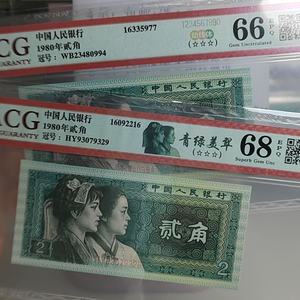 CG
GUARANTY
中国人民银行
1980年贰角
冠号：WB23480994
16335977
1234567890
(☆☆☆)
66 EPQ
Gem Uncirculated
中国人民银行
CG
GUARANTY
中国人民银行
1980年贰角
冠号：HY93079329
16092216
青绿美翠
(☆☆☆)
68 EPQ
Superb Gem Unc
中国人民银行
贰角
2
2